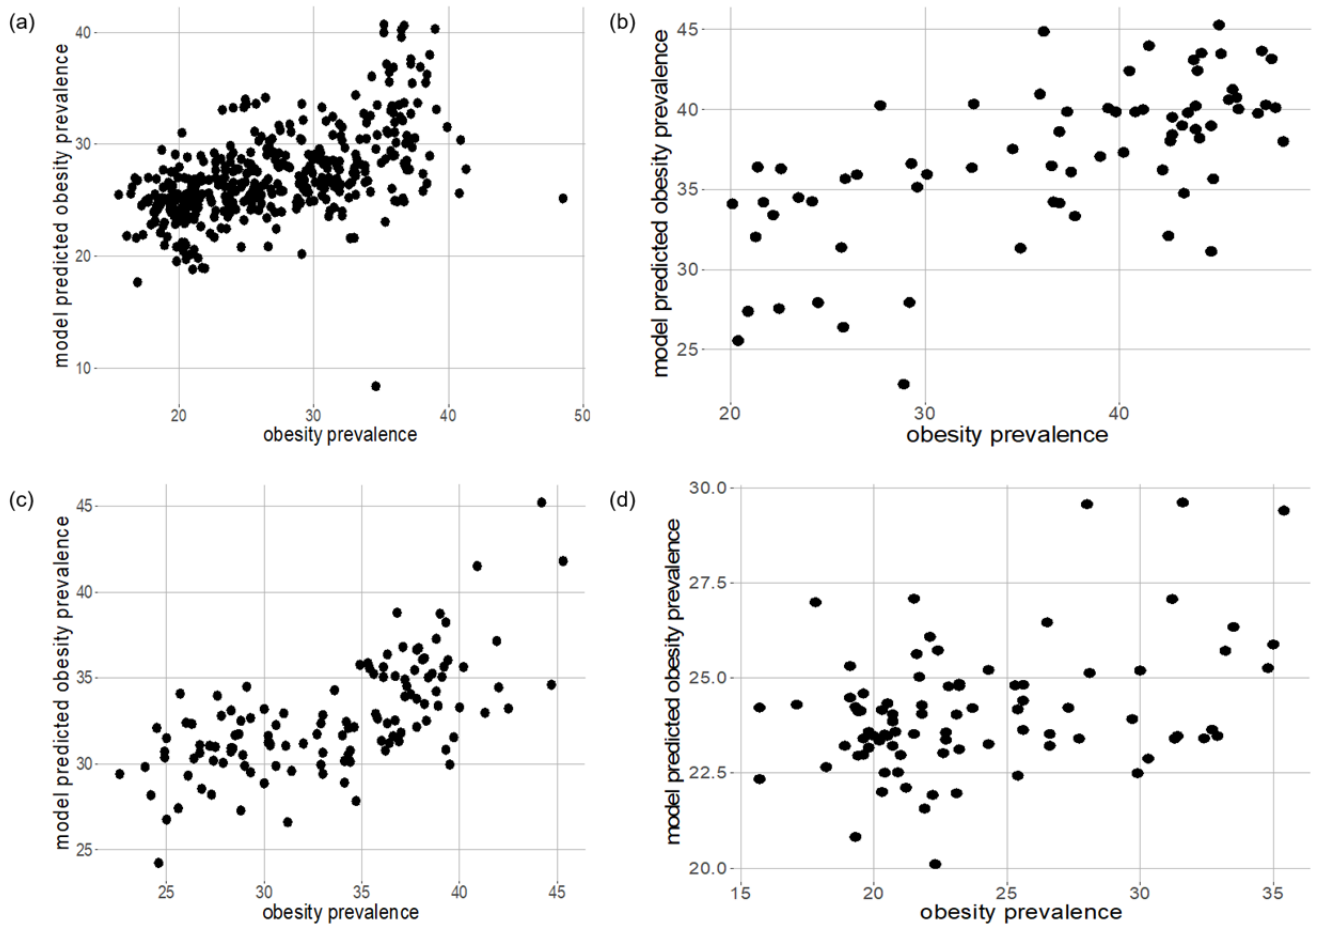 (a)
model predicted obesity prevalence
40
30
20
10
20 30 40 50
obesity prevalence
(b)
model predicted obesity prevalence
45
40
35
30
25
20 30 40
obesity prevalence
(c)
model predicted obesity prevalence
45
40
35
30
25
25 30 35 40 45
obesity prevalence
(d)
model predicted obesity prevalence
30.0
27.5
25.0
22.5
20.0
15 20 25 30 35
obesity prevalence